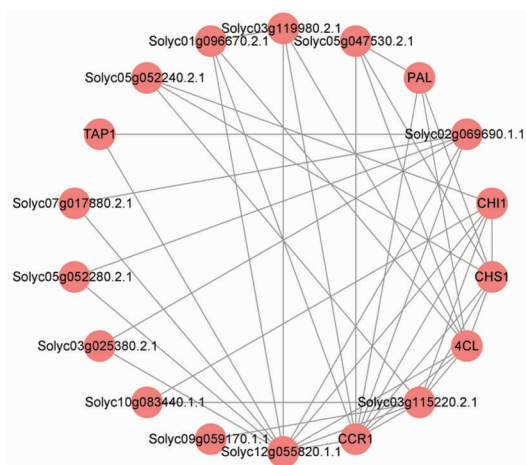 Solyc03g119980.2.1
Solyc01g096670.2.1
Solyc05g047530.2.1
Solyc05g052240.2.1
PAL
TAP1
Solyc02g069690.1.1
Solyc07g017880.2.1
CHI1
Solyc05g052280.2.1
CHS1
Solyc03g025380.2.1
4CL
Solyc10g083440.1.1
Solyc03g115220.2.1
Solyc09g059170.1.1
CCR1
Solyc12g055820.1.1